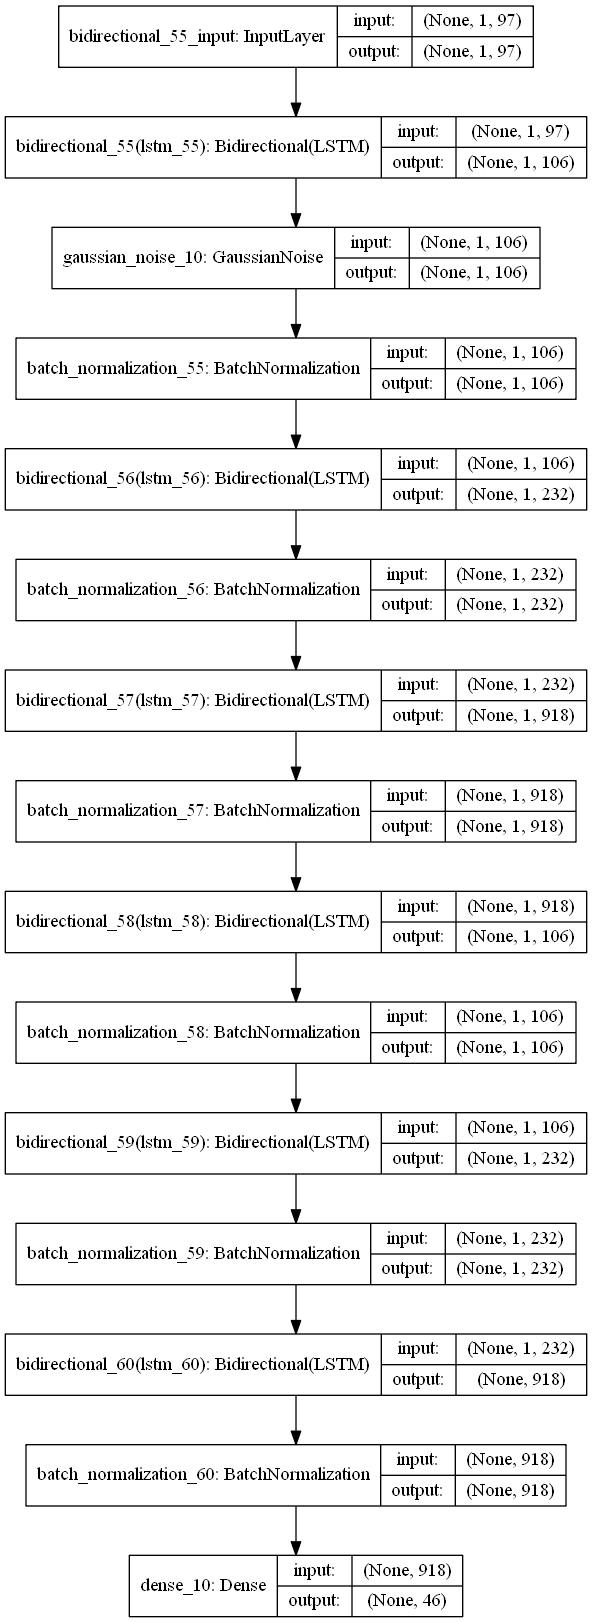 bidirectional_55_input: InputLayer input: (None, 1, 97)
output: (None, 1, 97)
bidirectional_55(lstm_55): Bidirectional(LSTM) input: (None, 1, 97)
output: (None, 1, 106)
gaussian_noise_10: GaussianNoise input: (None, 1, 106)
output: (None, 1, 106)
batch_normalization_55: BatchNormalization input: (None, 1, 106)
output: (None, 1, 106)
bidirectional_56(lstm_56): Bidirectional(LSTM) input: (None, 1, 106)
output: (None, 1, 232)
batch_normalization_56: BatchNormalization input: (None, 1, 232)
output: (None, 1, 232)
bidirectional_57(lstm_57): Bidirectional(LSTM) input: (None, 1, 232)
output: (None, 1, 918)
batch_normalization_57: BatchNormalization input: (None, 1, 918)
output: (None, 1, 918)
bidirectional_58(lstm_58): Bidirectional(LSTM) input: (None, 1, 918)
output: (None, 1, 106)
batch_normalization_58: BatchNormalization input: (None, 1, 106)
output: (None, 1, 106)
bidirectional_59(lstm_59): Bidirectional(LSTM) input: (None, 1, 106)
output: (None, 1, 232)
batch_normalization_59: BatchNormalization input: (None, 1, 232)
output: (None, 1, 232)
bidirectional_60(lstm_60): Bidirectional(LSTM) input: (None, 1, 232)
output: (None, 918)
batch_normalization_60: BatchNormalization input: (None, 918)
output: (None, 918)
dense_10: Dense input: (None, 918)
output: (None, 46)